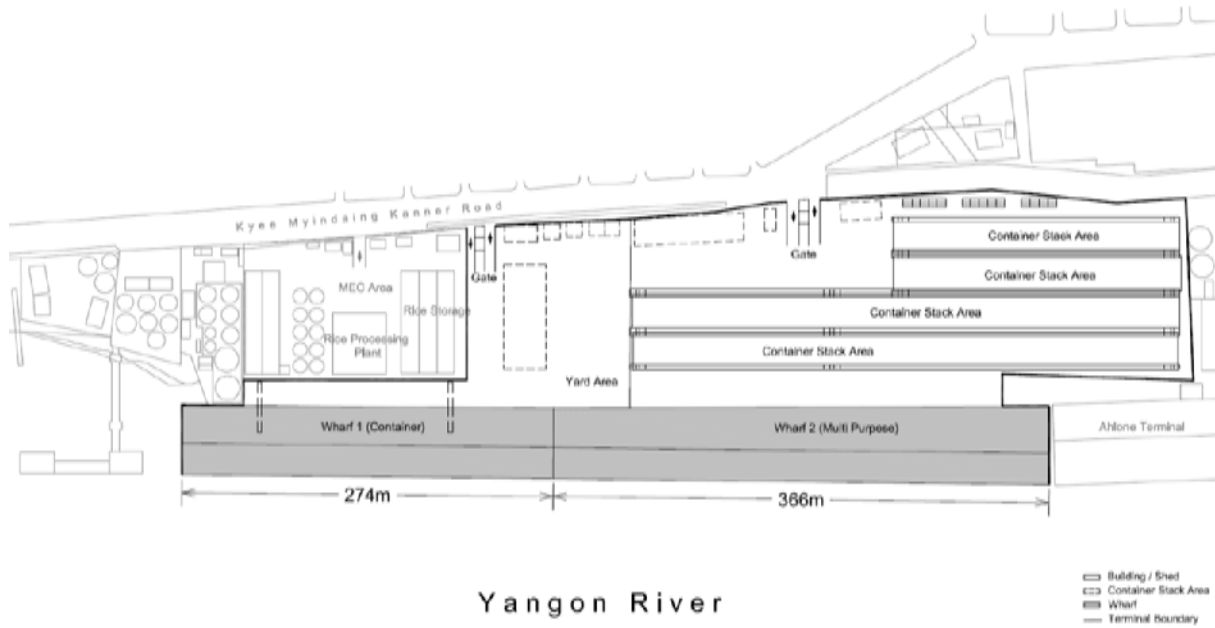 Kyee Myindaing Kanner Road
Container Stack Area
Gate
Gate
Container Stack Area
MEC Area
Rice Storage
Container Stack Area
Rice Processing
Plant
Container Stack Area
Yard Area
Wharf 1 (Container)
Wharf 2 (Multi Purpose)
Ahlone Terminal
274m
366m
Yangon River
Building / Shed
Container Stack Area
Wharf
Terminal Boundary